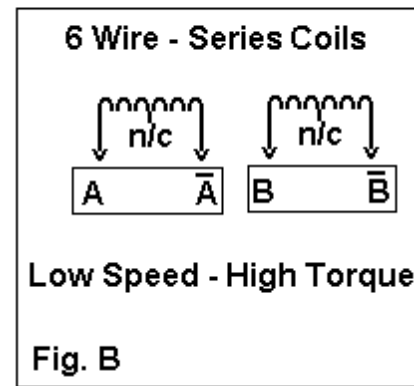 6 Wire - Series Coils
n/c n/c
A A̅ B B̅
Low Speed - High Torque
Fig. B